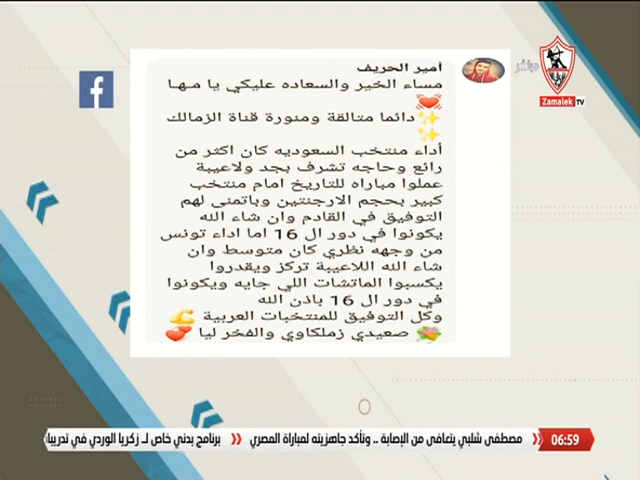 مباشر
Zamalek TV
أمير الحريف
مساء الخير والسعاده عليكي يا مها
💓
✨دائما متالقة ومنورة قناة الزمالك
✨
أداء منتخب السعوديه كان اكثر من
رائع وحاجه تشرف بجد ولاعيبة
عملوا مباراه للتاريخ امام منتخب
كبير بحجم الارجنتين وباتمنى لهم
التوفيق في القادم وان شاء الله
يكونوا في دور ال 16 اما اداء تونس
من وجهه نظري كان متوسط وان
شاء الله اللاعيبة تركز ويقدروا
يكسبوا الماتشات اللي جايه ويكونوا
في دور ال 16 باذن الله
وكل التوفيق للمنتخبات العربية 💪
💐 صعيدي زملكاوي والفخر ليا 💕
06:59 مصطفى شلبي يتعافى من الإصابة .. وتأكد جاهزيته لمباراة المصري » برنامج بدني خاص لـ زكريا الوردي في تدريبا